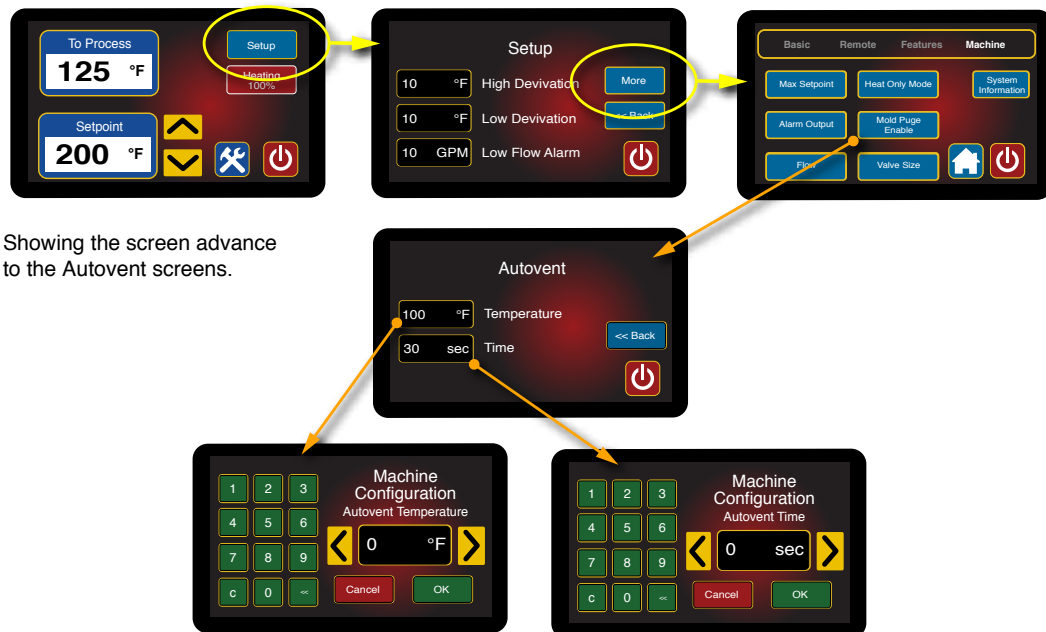 To Process
125 °F
Setup
Heating
100%
Setpoint
200 °F
Setup
10 °F High Devivation
More
10 °F Low Devivation
<< Back
10 GPM Low Flow Alarm
Basic Remote Features Machine
Max Setpoint
Heat Only Mode
System
Information
Alarm Output
Mold Puge
Enable
Flow
Valve Size
Showing the screen advance
to the Autovent screens.
Autovent
100 °F Temperature
30 sec Time
<< Back
Machine
Configuration
Autovent Temperature
1 2 3
4 5 6
7 8 9
c 0 <<
0 °F
Cancel
OK
Machine
Configuration
Autovent Time
1 2 3
4 5 6
7 8 9
c 0 <<
0 sec
Cancel
OK